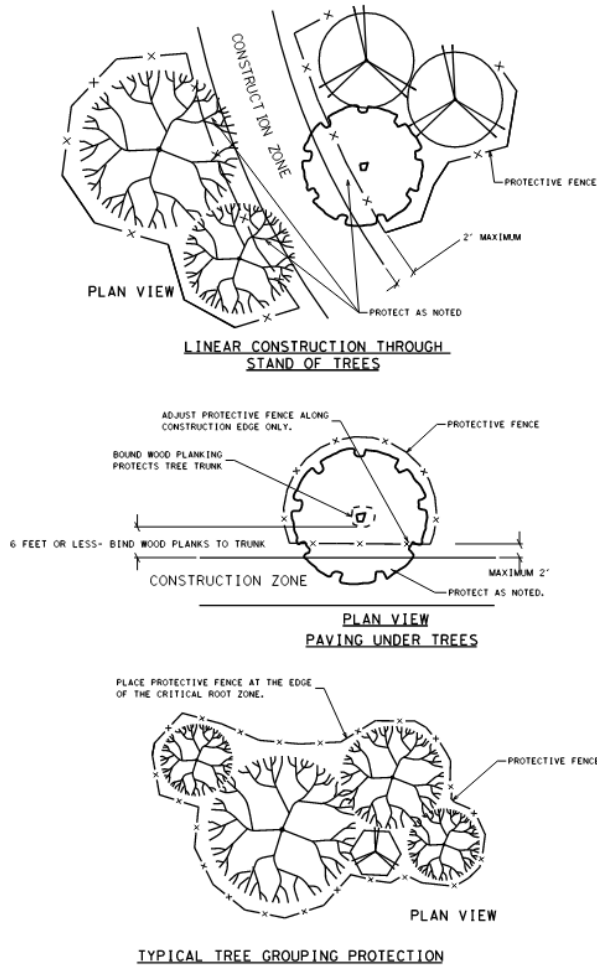 CONSTRUCTION ZONE
PROTECTIVE FENCE
2' MAXIMUM
PLAN VIEW
PROTECT AS NOTED
LINEAR CONSTRUCTION THROUGH
STAND OF TREES
ADJUST PROTECTIVE FENCE ALONG
CONSTRUCTION EDGE ONLY.
PROTECTIVE FENCE
BOUND WOOD PLANKING
PROTECTS TREE TRUNK
6 FEET OR LESS- BIND WOOD PLANKS TO TRUNK
CONSTRUCTION ZONE
MAXIMUM 2'
PROTECT AS NOTED.
PLAN VIEW
PAVING UNDER TREES
PLACE PROTECTIVE FENCE AT THE EDGE
OF THE CRITICAL ROOT ZONE.
PROTECTIVE FENCE
PLAN VIEW
TYPICAL TREE GROUPING PROTECTION